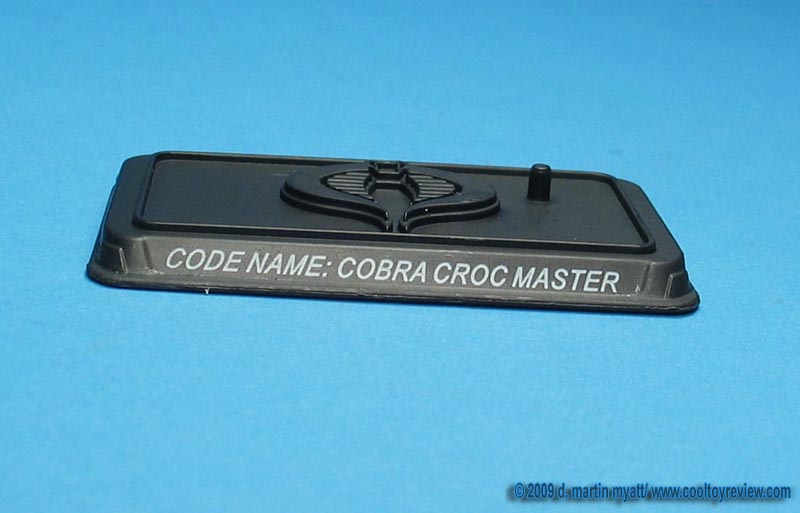 CODE NAME: COBRA CROC MASTER
©2009 d. martin myatt/ www.cooltoyreview.com